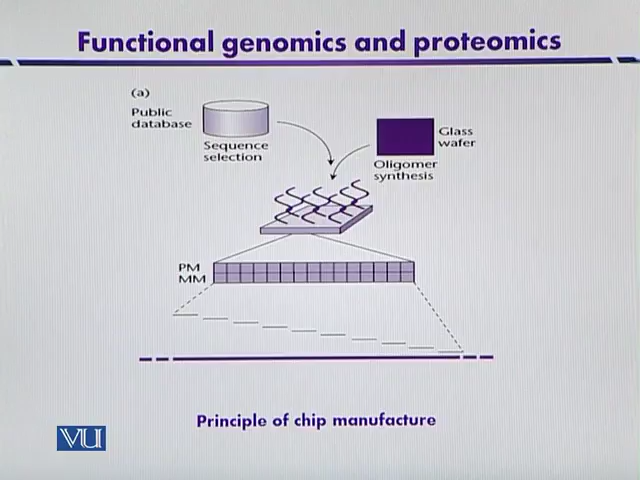 Functional genomics and proteomics
(a)
Public
database
Sequence
selection
Glass
wafer
Oligomer
synthesis
PM
MM
Principle of chip manufacture
VU